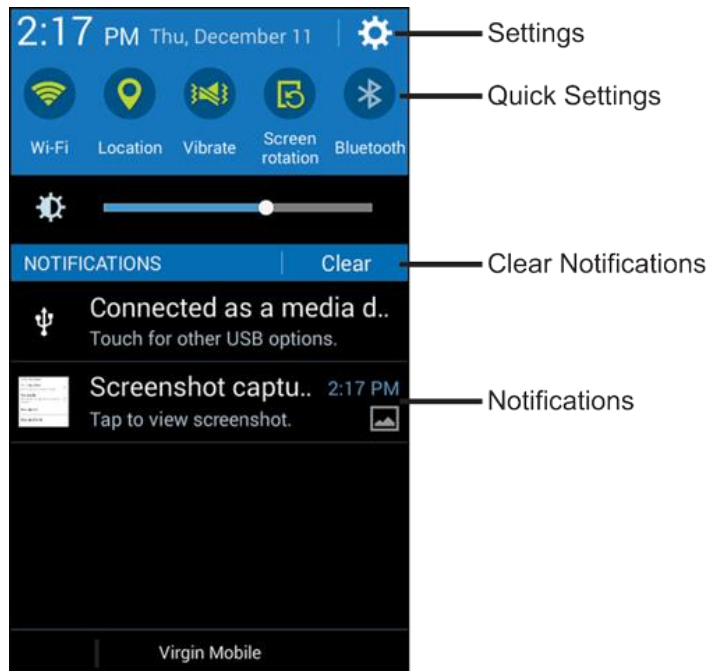 2:17 PM Thu, December 11
Settings
Quick Settings
Wi-Fi
Location
Vibrate
Screen
rotation
Bluetooth
NOTIFICATIONS
Clear
Clear Notifications
Connected as a media d..
Touch for other USB options.
Screenshot captu.. 2:17 PM
Tap to view screenshot.
Notifications
Virgin Mobile